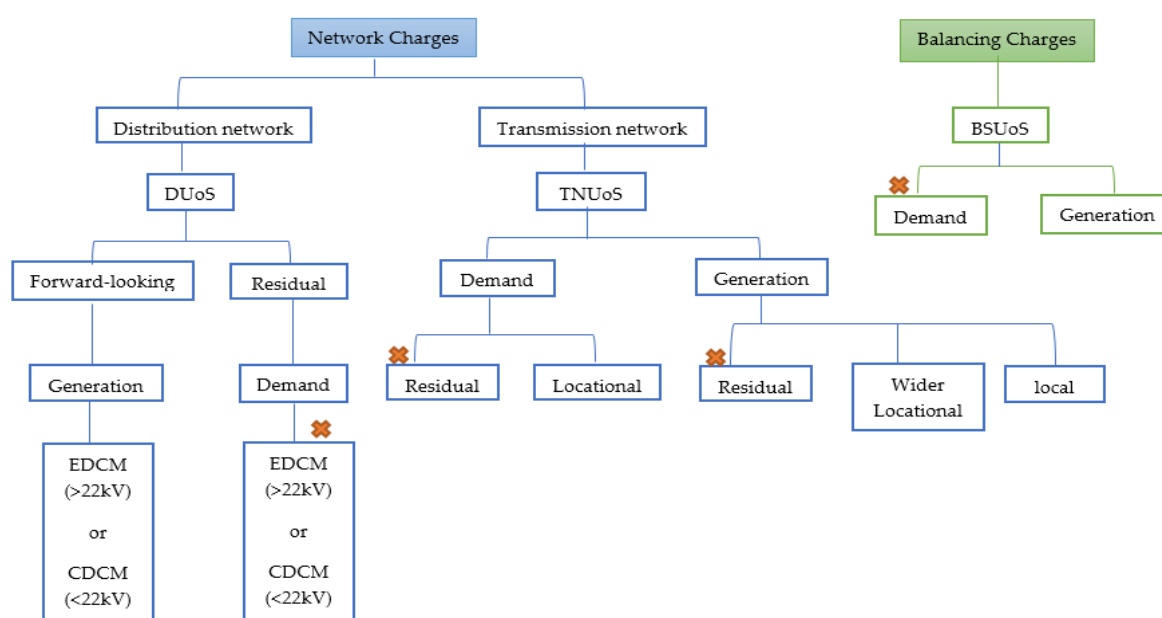 Network Charges
Balancing Charges
Distribution network
Transmission network
BSUoS
DUoS
TNUoS
Demand
Generation
Forward-looking
Residual
Demand
Generation
Generation
Demand
Residual
Locational
Residual
Wider
Locational
local
EDCM
(>22kV)
or
CDCM
(<22kV)
EDCM
(>22kV)
or
CDCM
(<22kV)